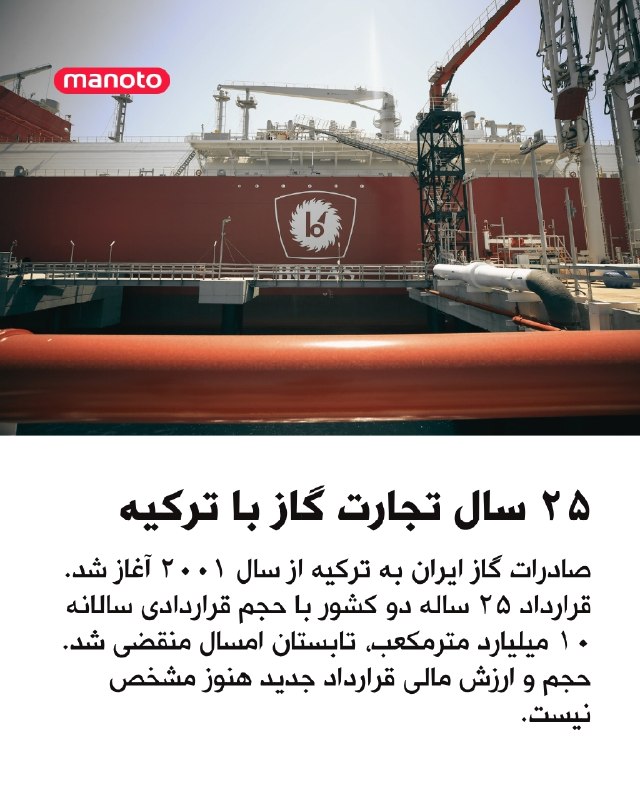 manoto
۲۵ سال تجارت گاز با ترکیه
صادرات گاز ایران به ترکیه از سال ۲۰۰۱ آغاز شد.
قرارداد ۲۵ ساله دو کشور با حجم قراردادی سالانه
۱۰ میلیارد مترمکعب، تابستان امسال منقضی شد.
حجم و ارزش مالی قرارداد جدید هنوز مشخص
نیست.